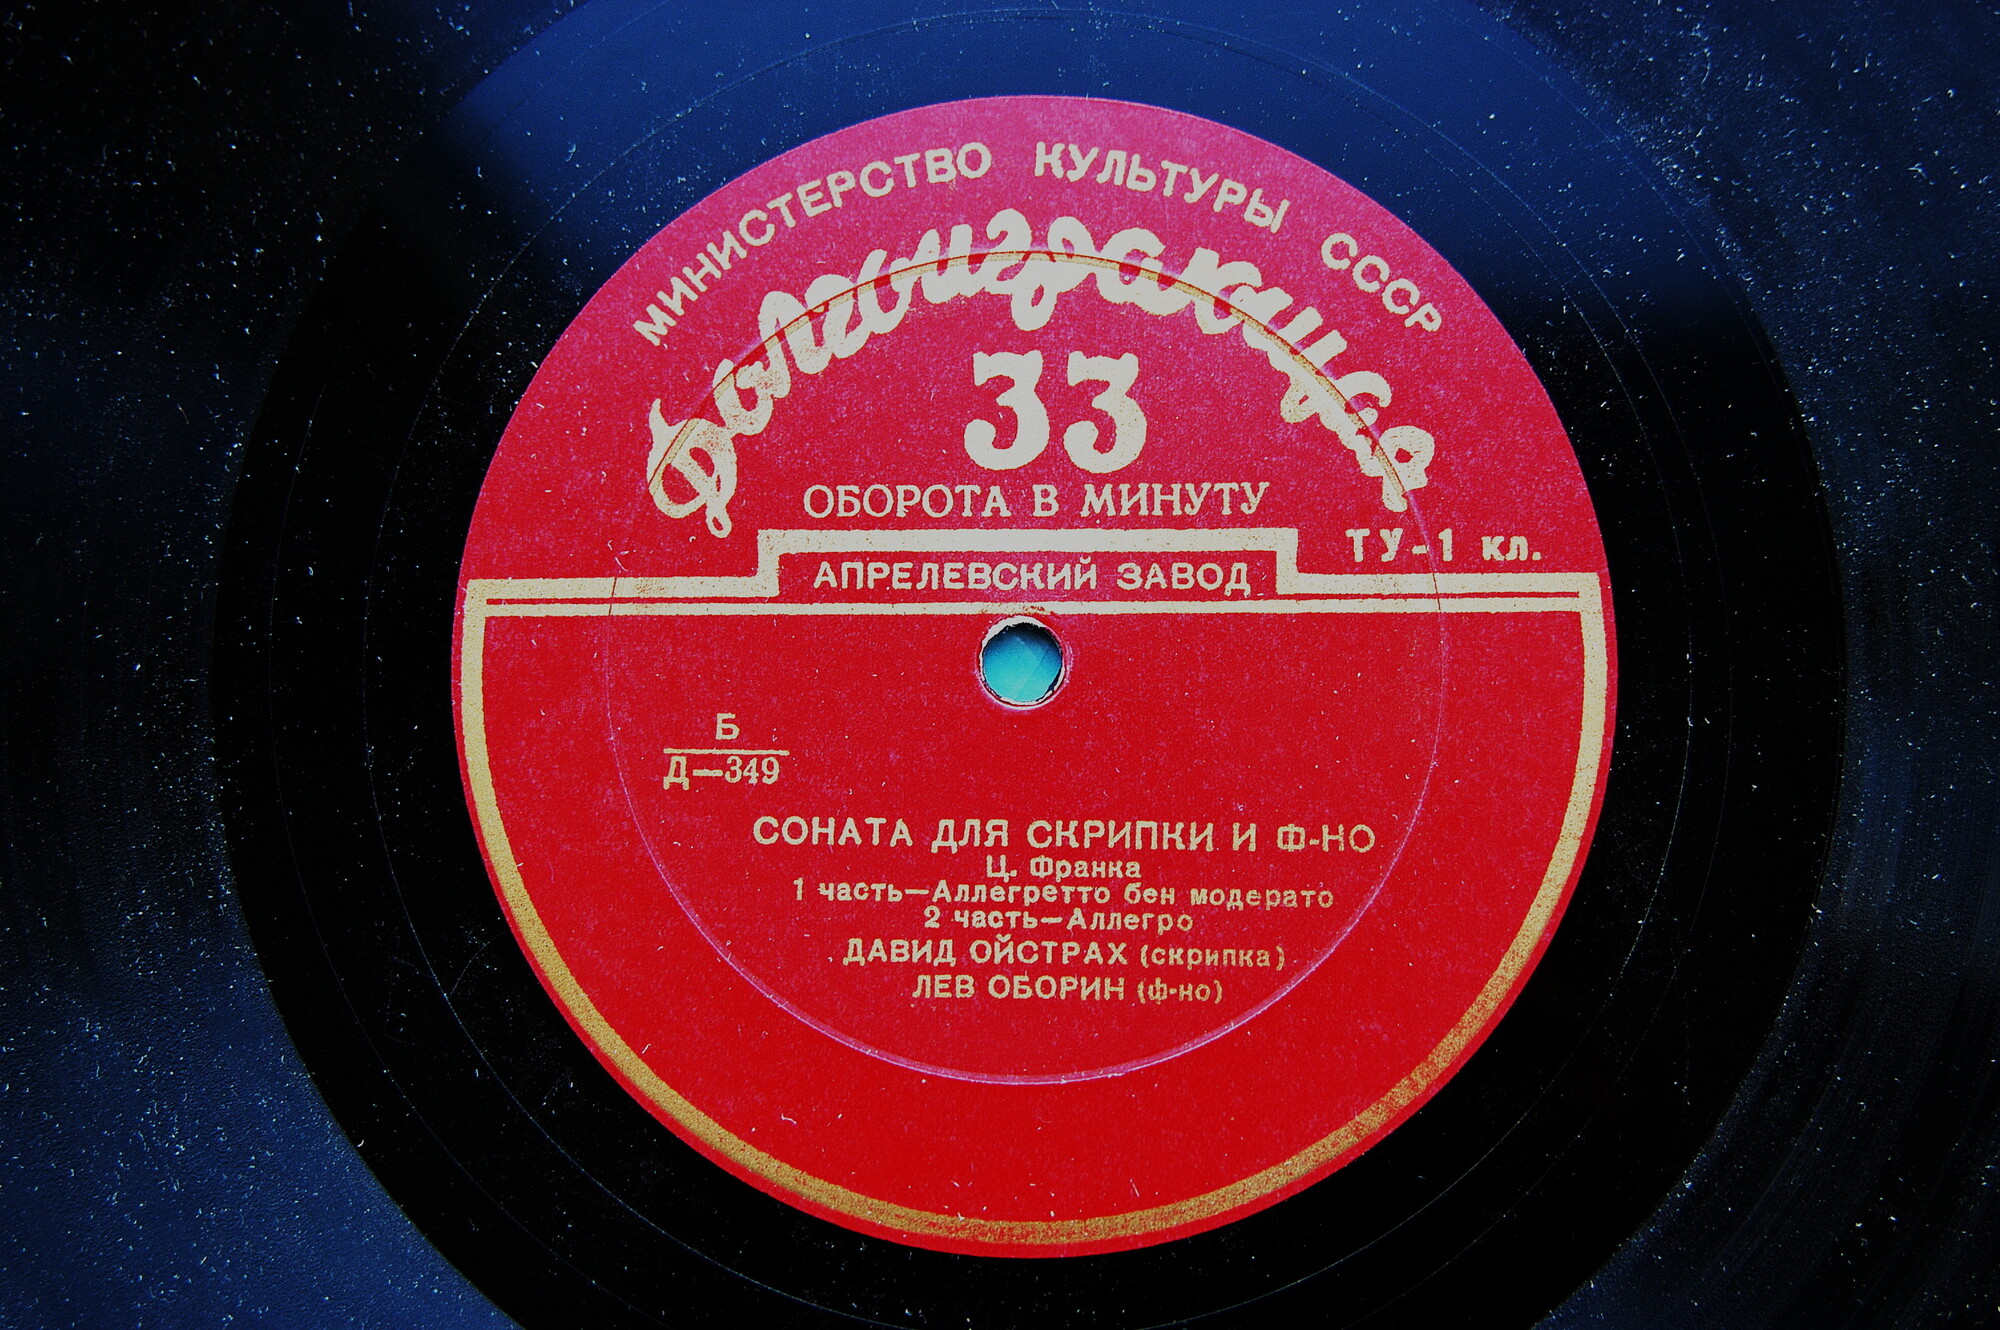 МИНИСТЕРСТВО КУЛЬТУРЫ СССР
Долгоиграющая
33
ОБОРОТА В МИНУТУ
ТУ-1 кл.
АПРЕЛЕВСКИЙ ЗАВОД
Б
Д—349
СОНАТА ДЛЯ СКРИПКИ И Ф-НО
Ц. Франка
1 часть—Аллегретто бен модерато
2 часть—Аллегро
ДАВИД ОЙСТРАХ (скрипка)
ЛЕВ ОБОРИН (ф-но)